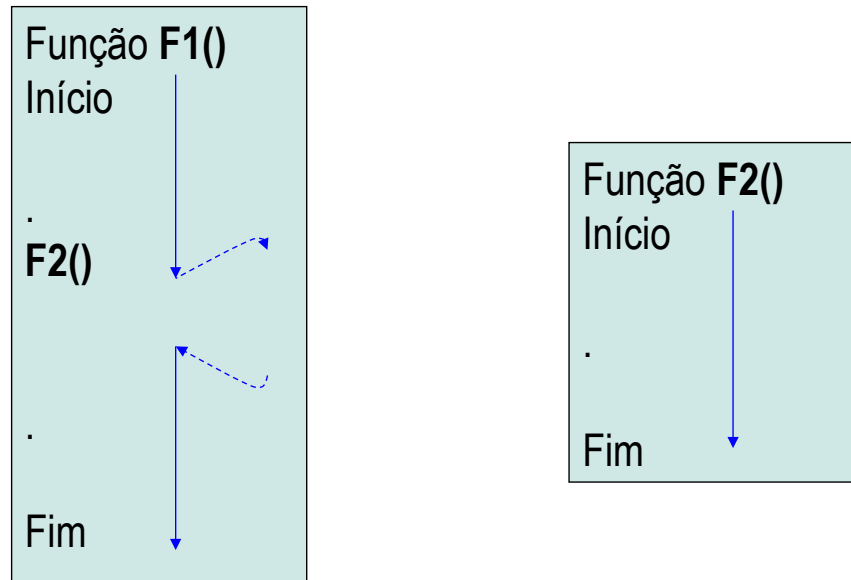 Função F1()
Início
.
F2()
.
Fim
Função F2()
Início
.
Fim